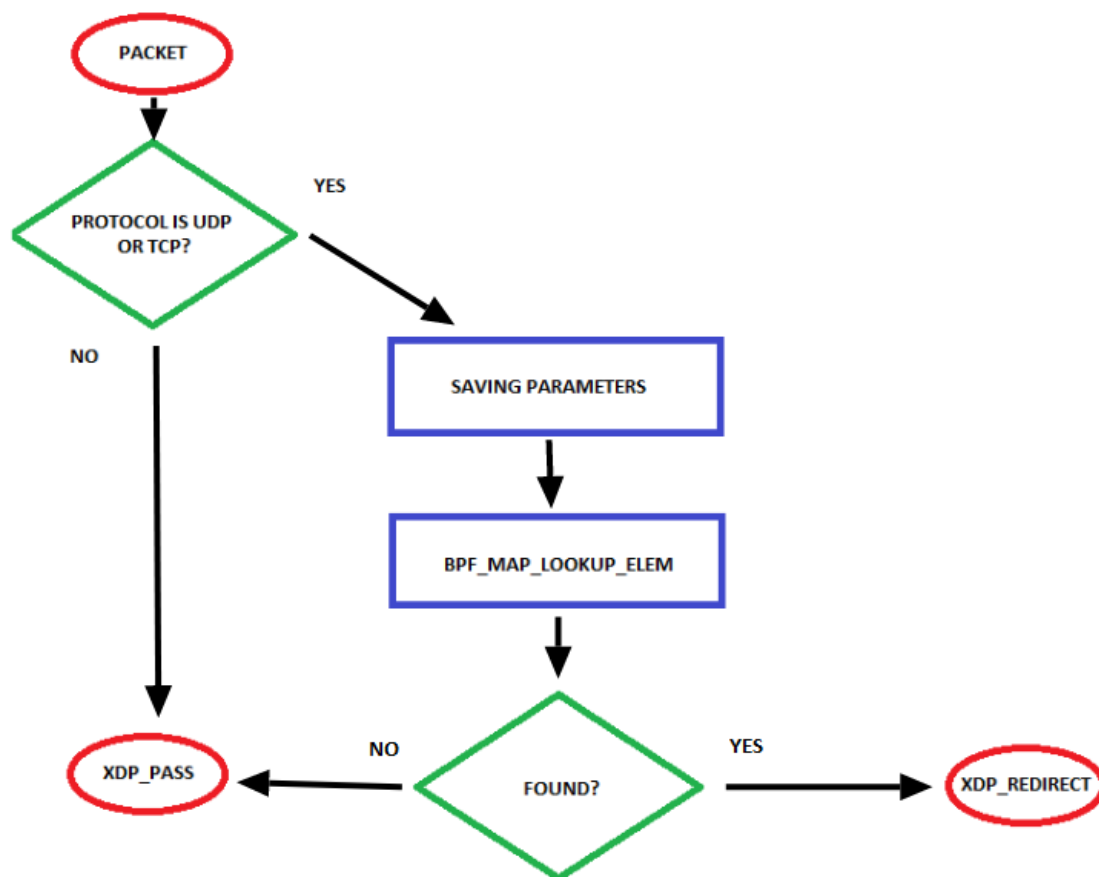 PACKET
YES
PROTOCOL IS UDP
OR TCP?
NO
SAVING PARAMETERS
BPF_MAP_LOOKUP_ELEM
NO
YES
XDP_PASS
FOUND?
XDP_REDIRECT